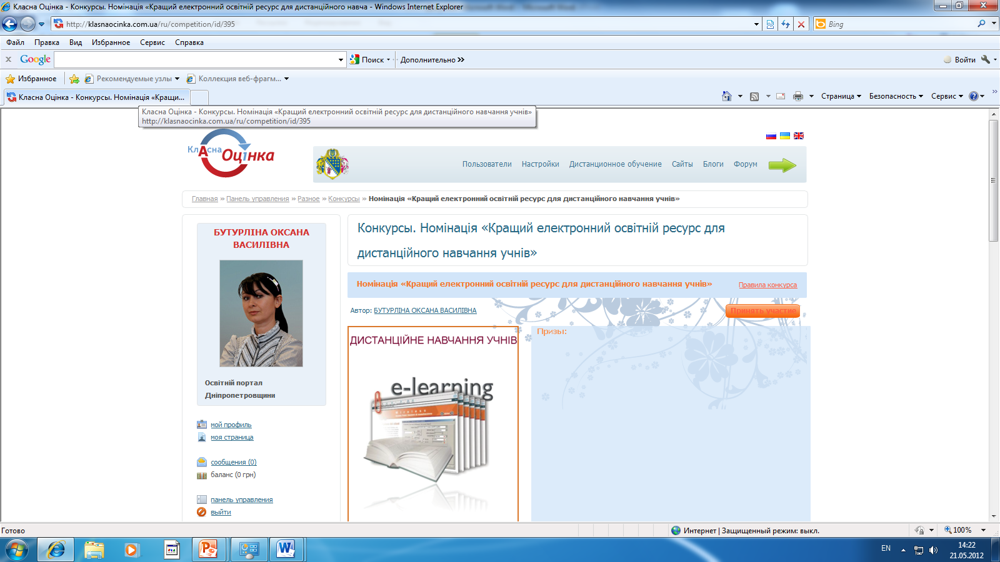 Класна Оцінка - Конкурсы. Номінація «Кращий електронний освітній ресурс для дистанційного навча - Windows Internet Explorer
http://klasnaocinka.com.ua/ru/competition/id/395
Bing
Файл Правка Вид Избранное Сервис Справка
x Google Поиск Дополнительно »
Войти
Избранное Рекомендуемые узлы Коллекция веб-фрагм...
Класна Оцінка - Конкурсы. Номінація «Кращи...
Страница Безопасность Сервис
Класна Оцінка - Конкурсы. Номінація «Кращий електронний освітній ресурс для дистанційного навчання учнів»
http://klasnaocinka.com.ua/ru/competition/id/395
КлАсна Оцінка
Пользователи Настройки Дистанционное обучение Сайты Блоги Форум
Главная » Панель управления » Разное » Конкурсы » Номінація «Кращий електронний освітній ресурс для дистанційного навчання учнів»
БУТУРЛІНА ОКСАНА
ВАСИЛІВНА
Освітній портал
Дніпропетровщини
мой профиль
моя страница
сообщения (0)
баланс (0 грн)
панель управления
выйти
Конкурсы. Номінація «Кращий електронний освітній ресурс для
дистанційного навчання учнів»
Номінація «Кращий електронний освітній ресурс для дистанційного навчання учнів»
Правила конкурса
Автор: БУТУРЛІНА ОКСАНА ВАСИЛІВНА
Принять участие
ДИСТАНЦІЙНЕ НАВЧАННЯ УЧНІВ
e-learning
Призы:
Готово
Интернет | Защищенный режим: выкл.
100%
EN
14:22
21.05.2012